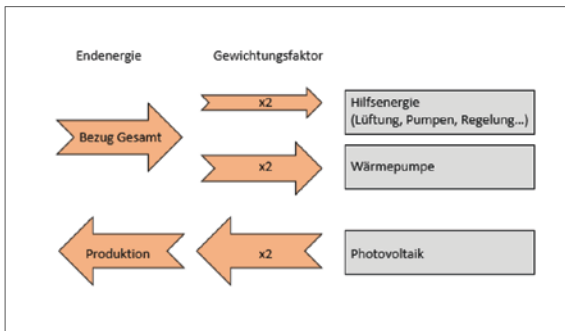 Endenergie
Gewichtungsfaktor
Bezug Gesamt
x2
Hilfsenergie
(Lüftung, Pumpen, Regelung...)
x2
Wärmepumpe
Produktion
x2
Photovoltaik